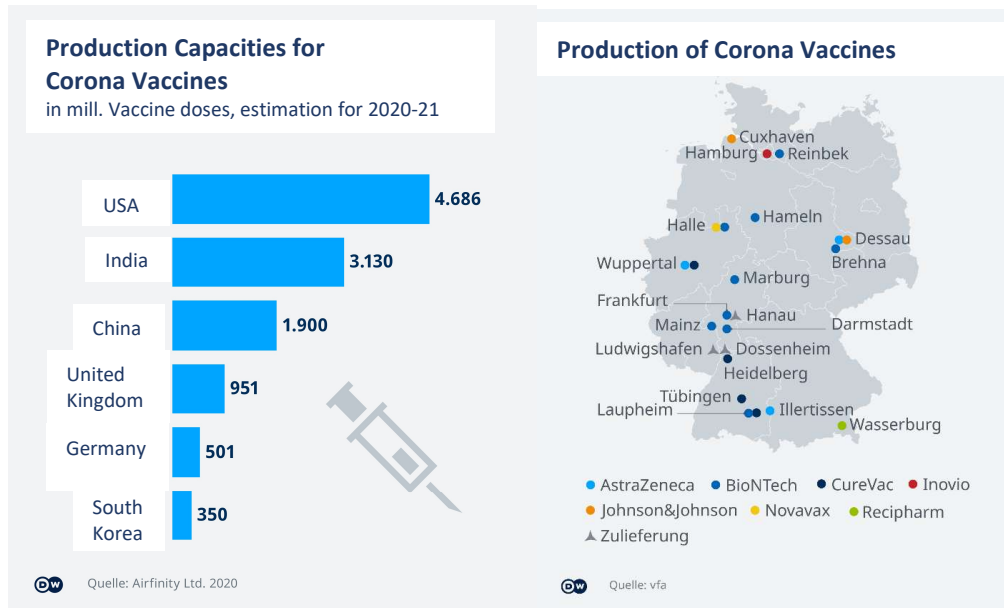 Production Capacities for
Corona Vaccines
in mill. Vaccine doses, estimation for 2020-21
USA 4.686
India 3.130
China 1.900
United
Kingdom 951
Germany 501
South
Korea 350
DW Quelle: Airfinity Ltd. 2020
Production of Corona Vaccines
Cuxhaven
Hamburg Reinbek
Hameln
Halle
Dessau
Wuppertal Brehna
Marburg
Frankfurt
Hanau
Mainz Darmstadt
Ludwigshafen Dossenheim
Heidelberg
Tübingen
Laupheim Illertissen
Wasserburg
AstraZeneca BioNTech CureVac Inovio
Johnson&Johnson Novavax Recipharm
Zulieferung
DW Quelle: vfa